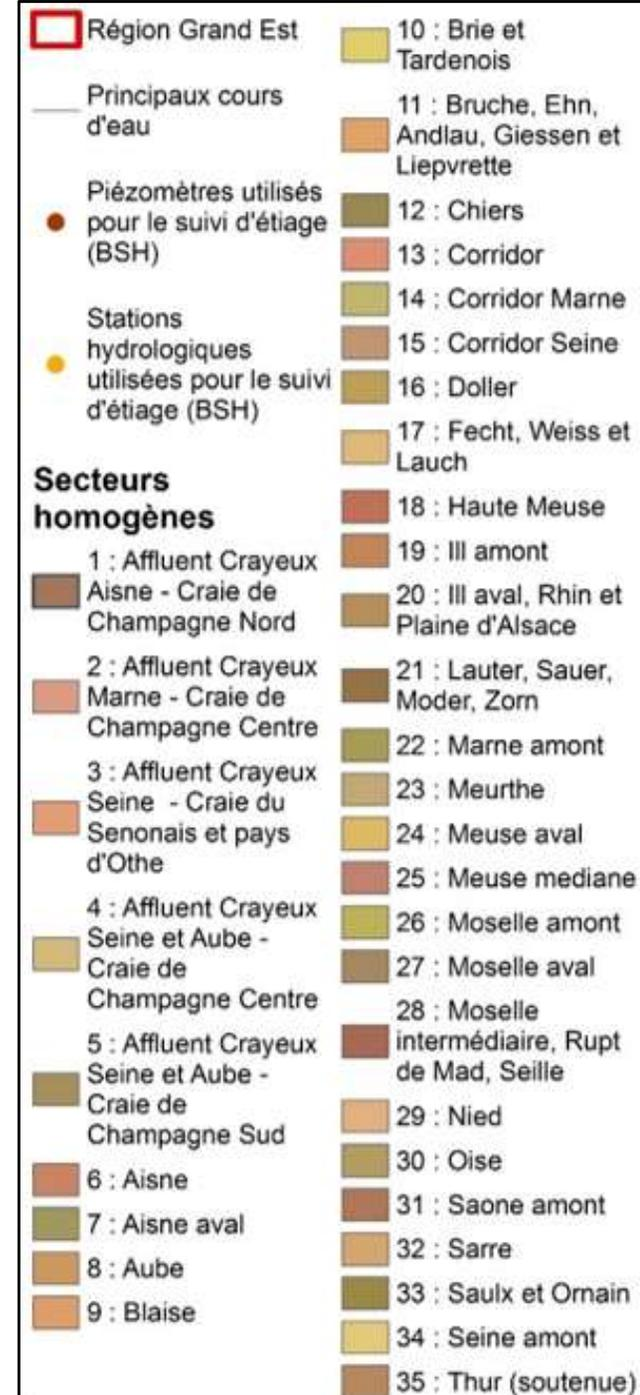 Région Grand Est
Principaux cours
d'eau
Piézomètres utilisés
pour le suivi d'étiage
(BSH)
Stations
hydrologiques
utilisées pour le suivi
d'étiage (BSH)
Secteurs
homogènes
1 : Affluent Crayeux
Aisne - Craie de
Champagne Nord
2 : Affluent Crayeux
Marne - Craie de
Champagne Centre
3 : Affluent Crayeux
Seine - Craie du
Senonais et pays
d'Othe
4 : Affluent Crayeux
Seine et Aube -
Craie de
Champagne Centre
5 : Affluent Crayeux
Seine et Aube -
Craie de
Champagne Sud
6 : Aisne
7 : Aisne aval
8 : Aube
9 : Blaise
10 : Brie et
Tardenois
11 : Bruche, Ehn,
Andlau, Giessen et
Liepvrette
12 : Chiers
13 : Corridor
14 : Corridor Marne
15 : Corridor Seine
16 : Doller
17 : Fecht, Weiss et
Lauch
18 : Haute Meuse
19 : Ill amont
20 : Ill aval, Rhin et
Plaine d'Alsace
21 : Lauter, Sauer,
Moder, Zorn
22 : Marne amont
23 : Meurthe
24 : Meuse aval
25 : Meuse mediane
26 : Moselle amont
27 : Moselle aval
28 : Moselle
intermédiaire, Rupt
de Mad, Seille
29 : Nied
30 : Oise
31 : Saone amont
32 : Sarre
33 : Saulx et Ornain
34 : Seine amont
35 : Thur (soutenue)